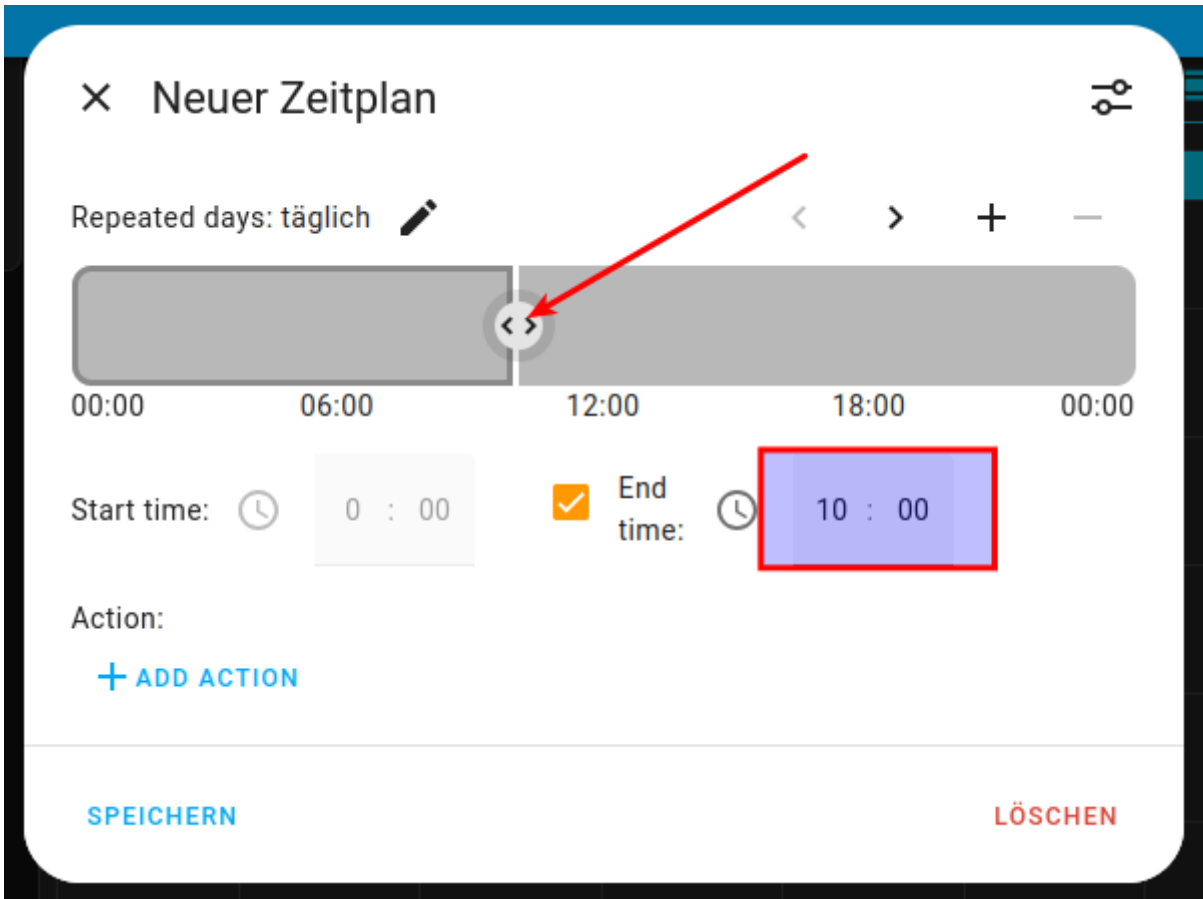 Neuer Zeitplan
Repeated days: täglich
00:00 06:00 12:00 18:00 00:00
Start time: 0 : 00 End time: 10 : 00
Action:
ADD ACTION
SPEICHERN LÖSCHEN